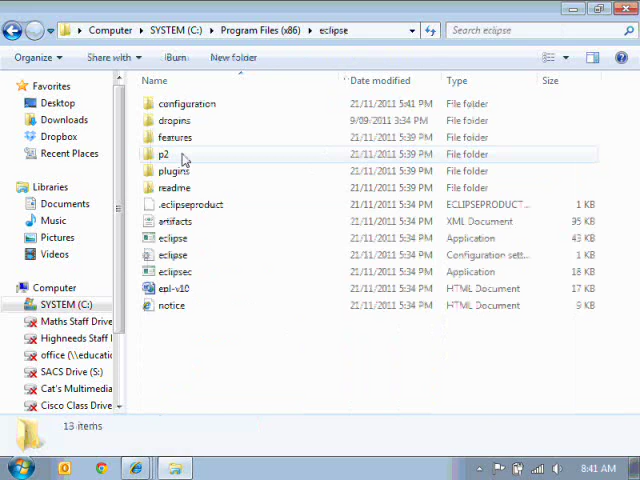 Computer ▸ SYSTEM (C:) ▸ Program Files (x86) ▸ eclipse
Search eclipse
Organize Share with Burn New folder
Name Date modified Type Size
Favorites
Desktop
Downloads
Dropbox
Recent Places
Libraries
Documents
Music
Pictures
Videos
Computer
SYSTEM (C:)
Maths Staff Drive
Highneeds Staff
office (\\educatio
SACS Drive (S:)
Cat's Multimedia
Cisco Class Drive
configuration 21/11/2011 5:41 PM File folder
dropins 9/09/2011 3:34 PM File folder
features 21/11/2011 5:39 PM File folder
p2 21/11/2011 5:39 PM File folder
plugins 21/11/2011 5:39 PM File folder
readme 21/11/2011 5:39 PM File folder
.eclipseproduct 21/11/2011 5:34 PM ECLIPSEPRODUCT... 1 KB
artifacts 21/11/2011 5:34 PM XML Document 95 KB
eclipse 21/11/2011 5:34 PM Application 43 KB
eclipse 21/11/2011 5:34 PM Configuration sett... 1 KB
eclipsec 21/11/2011 5:34 PM Application 18 KB
epl-v10 21/11/2011 5:34 PM HTML Document 17 KB
notice 21/11/2011 5:34 PM HTML Document 9 KB
13 items
8:41 AM